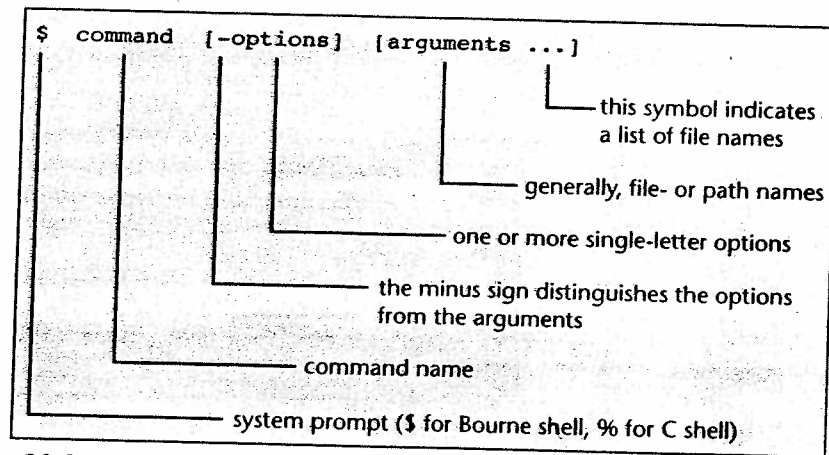 $ command [-options] [arguments ...]
this symbol indicates
a list of file names
generally, file- or path names
one or more single-letter options
the minus sign distinguishes the options
from the arguments
command name
system prompt ($ for Bourne shell, % for C shell)